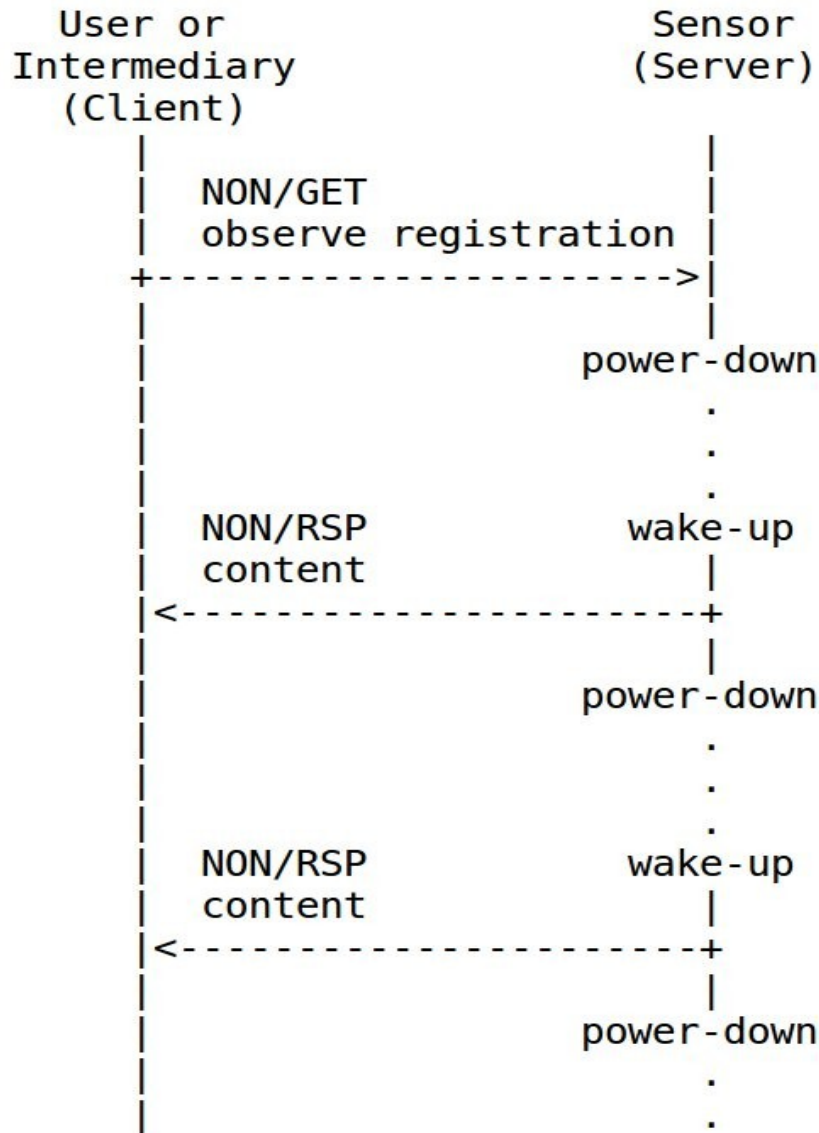 User or Sensor
Intermediary (Server)
(Client)
| |
| NON/GET |
| observe registration |
+----------------------->|
| |
| power-down
| .
| .
| .
| NON/RSP wake-up
| content |
|<-----------------------+
| |
| power-down
| .
| .
| .
| NON/RSP wake-up
| content |
|<-----------------------+
| |
| power-down
| .
| .